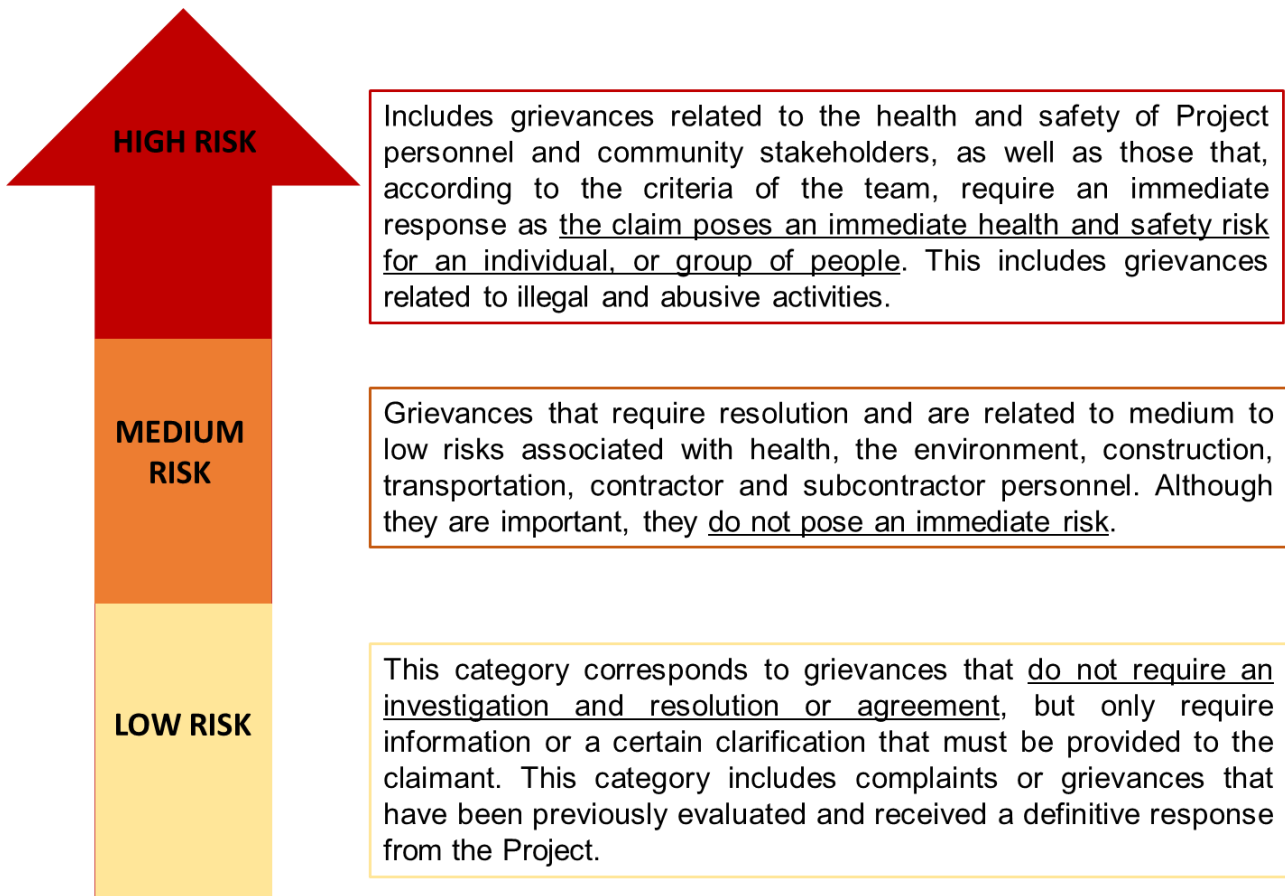 HIGH RISK
Includes grievances related to the health and safety of Project
personnel and community stakeholders, as well as those that,
according to the criteria of the team, require an immediate
response as the claim poses an immediate health and safety risk
for an individual, or group of people. This includes grievances
related to illegal and abusive activities.
MEDIUM
RISK
Grievances that require resolution and are related to medium to
low risks associated with health, the environment, construction,
transportation, contractor and subcontractor personnel. Although
they are important, they do not pose an immediate risk.
LOW RISK
This category corresponds to grievances that do not require an
investigation and resolution or agreement, but only require
information or a certain clarification that must be provided to the
claimant. This category includes complaints or grievances that
have been previously evaluated and received a definitive response
from the Project.